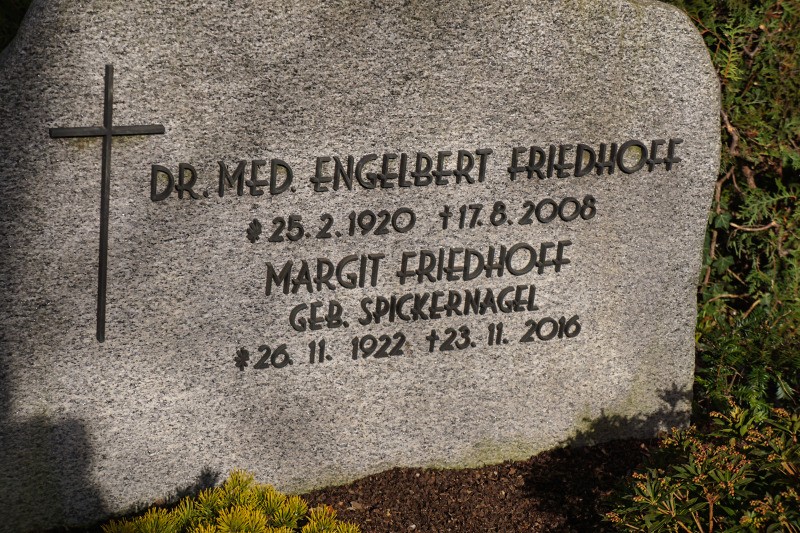 DR. MED. ENGELBERT FRIEDHOFF
* 25. 2. 1920 † 17. 8. 2008
MARGIT FRIEDHOFF
GEB. SPICKERNAGEL
* 26. 11. 1922 † 23. 11. 2016